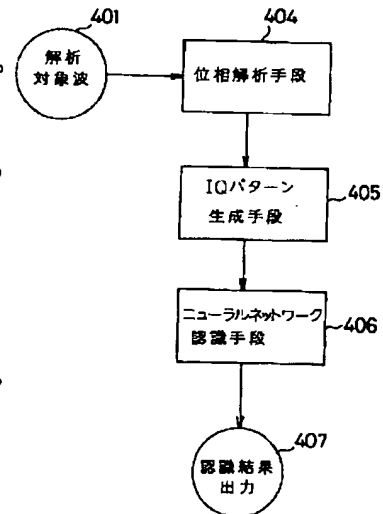 401
解析
対象波
404
位相解析手段
IQパターン
生成手段
405
ニューラルネットワーク
認識手段
406
407
認識結果
出力